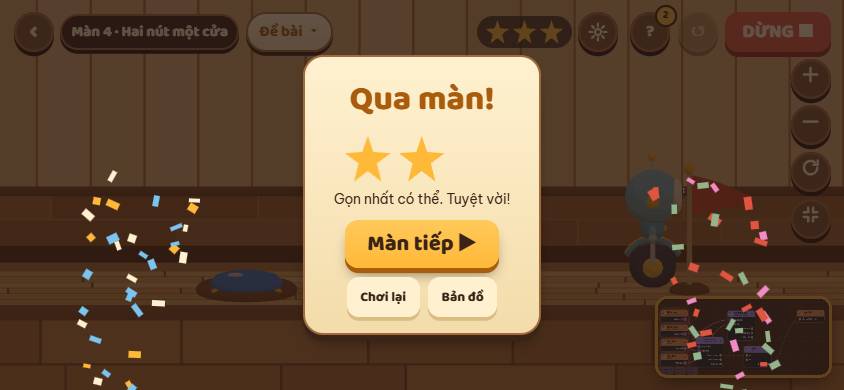 Màn 4 · Hai nút một cửa
Đề bài
2
?
DỪNG
Qua màn!
Gọn nhất có thể. Tuyệt vời!
Màn tiếp
Chơi lại
Bản đồ